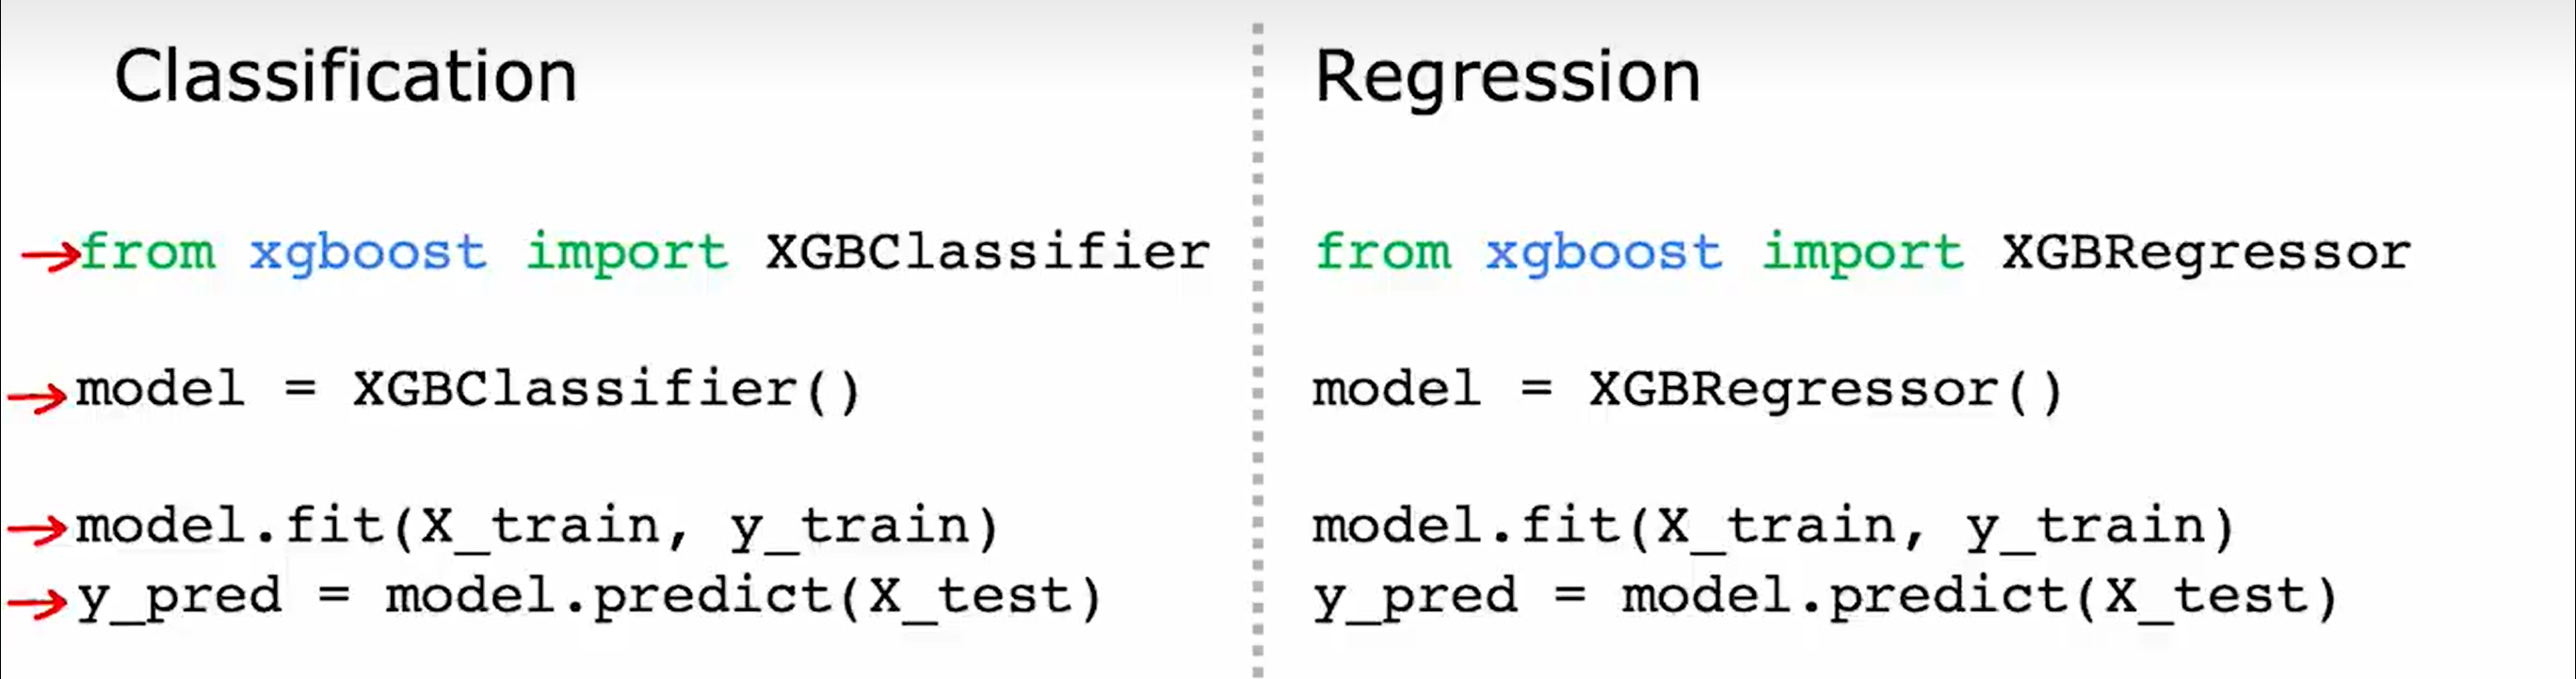 Classification
from xgboost import XGBClassifier
model = XGBClassifier()
model.fit(X_train, y_train)
y_pred = model.predict(X_test)
Regression
from xgboost import XGBRegressor
model = XGBRegressor()
model.fit(X_train, y_train)
y_pred = model.predict(X_test)